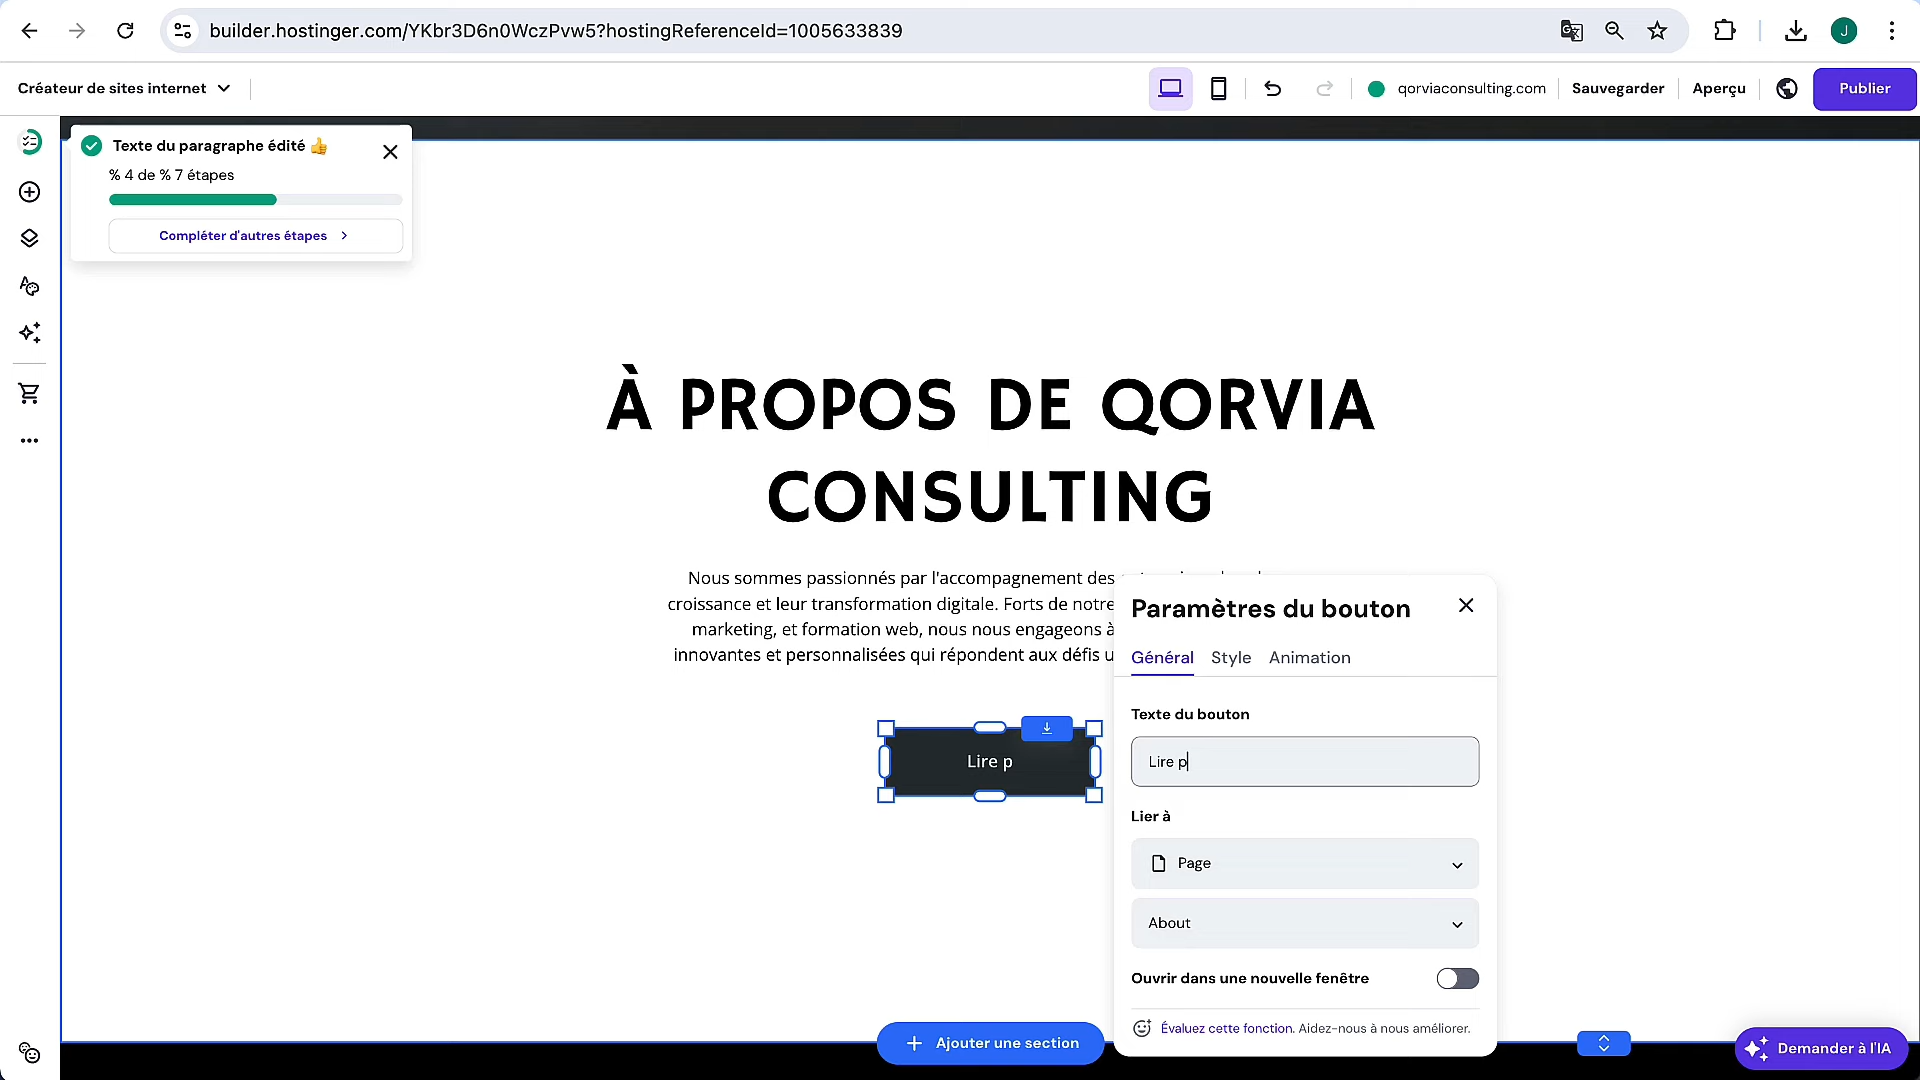 builder.hostinger.com/YKbr3D6n0WczPvw5?hostingReferenceId=1005633839
J
Créateur de sites internet
qorviaconsulting.com
Sauvegarder
Aperçu
Publier
Texte du paragraphe édité 👍
% 4 de % 7 étapes
Compléter d'autres étapes
À PROPOS DE QORVIA
CONSULTING
Nous sommes passionnés par l'accompagnement des
croissance et leur transformation digitale. Forts de notre
marketing, et formation web, nous nous engageons à
innovantes et personnalisées qui répondent aux défis u
Lire p
Paramètres du bouton
Général
Style
Animation
Texte du bouton
Lire p
Lier à
Page
About
Ouvrir dans une nouvelle fenêtre
Évaluez cette fonction. Aidez-nous à nous améliorer.
Ajouter une section
Demander à l'IA